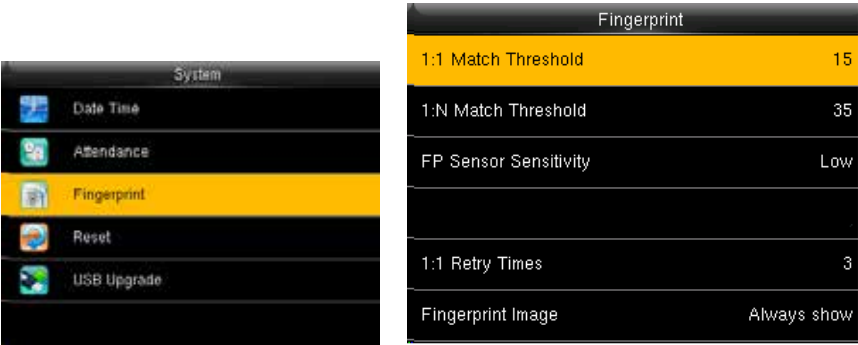 System
Date Time
Attendance
Fingerprint
Reset
USB Upgrade
Fingerprint
1:1 Match Threshold 15
1:N Match Threshold 35
FP Sensor Sensitivity Low
1:1 Retry Times 3
Fingerprint Image Always show